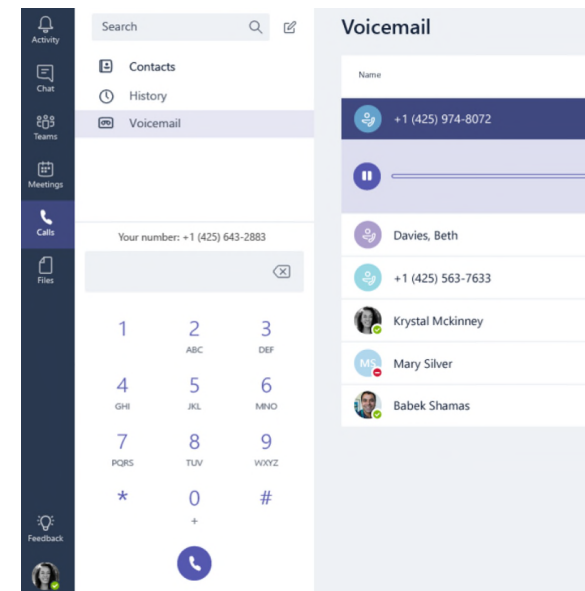 Activity
Chat
Teams
Meetings
Calls
Files
Feedback
Search
Contacts
History
Voicemail
Your number: +1 (425) 643-2883
1 2 3
ABC DEF
4 5 6
GHI JKL MNO
7 8 9
PQRS TUV WXYZ
* 0 #
+
Voicemail
Name
+1 (425) 974-8072
Davies, Beth
+1 (425) 563-7633
Krystal Mckinney
MS Mary Silver
Babek Shamas